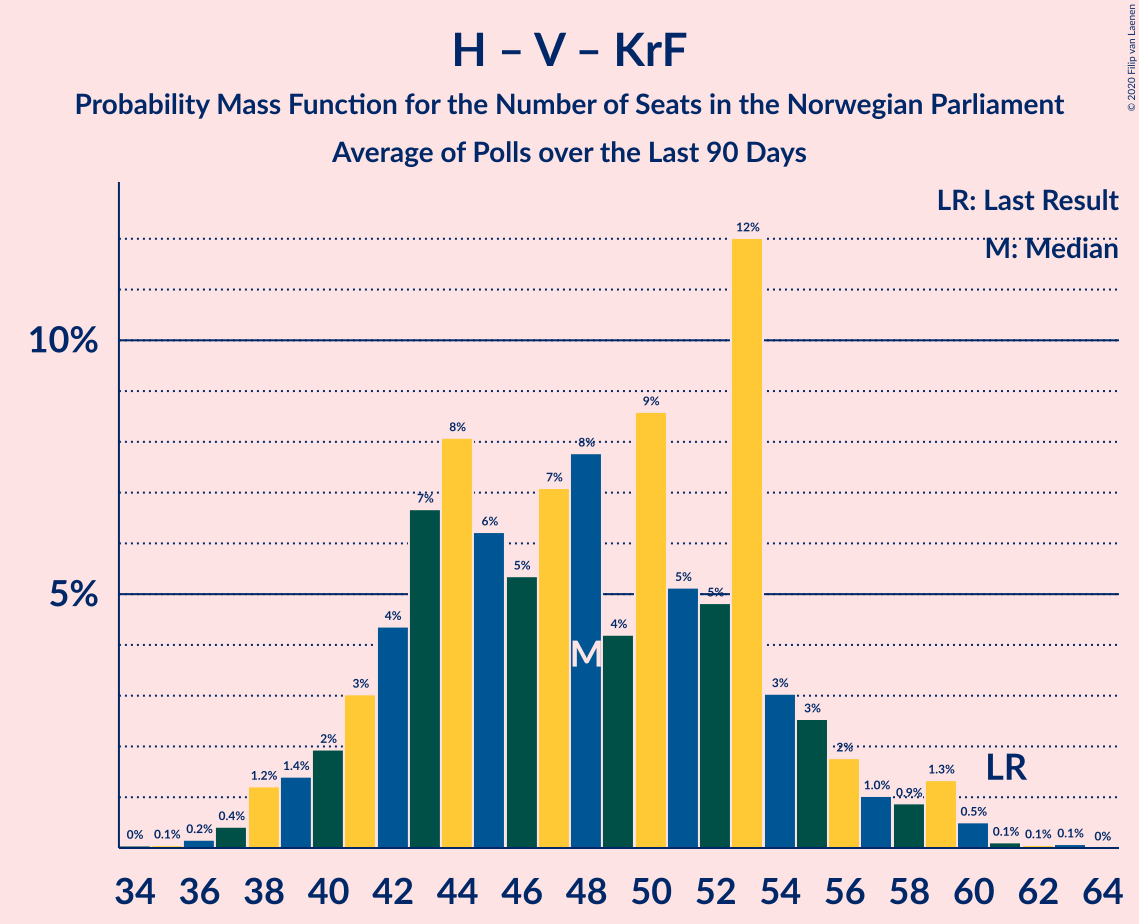 H – V – KrF
Probability Mass Function for the Number of Seats in the Norwegian Parliament
Average of Polls over the Last 90 Days
© 2020 Filip van Laenen
LR: Last Result
M: Median
10%
5%
0% 0.1% 0.2% 0.4% 1.2% 1.4% 2% 3% 4% 7% 8% 6% 5% 7% 8% 4% 9% 5% 5% 12% 3% 3% 2% 1.0% 0.9% 1.3% 0.5% 0.1% 0.1% 0.1% 0%
M
LR
34 36 38 40 42 44 46 48 50 52 54 56 58 60 62 64